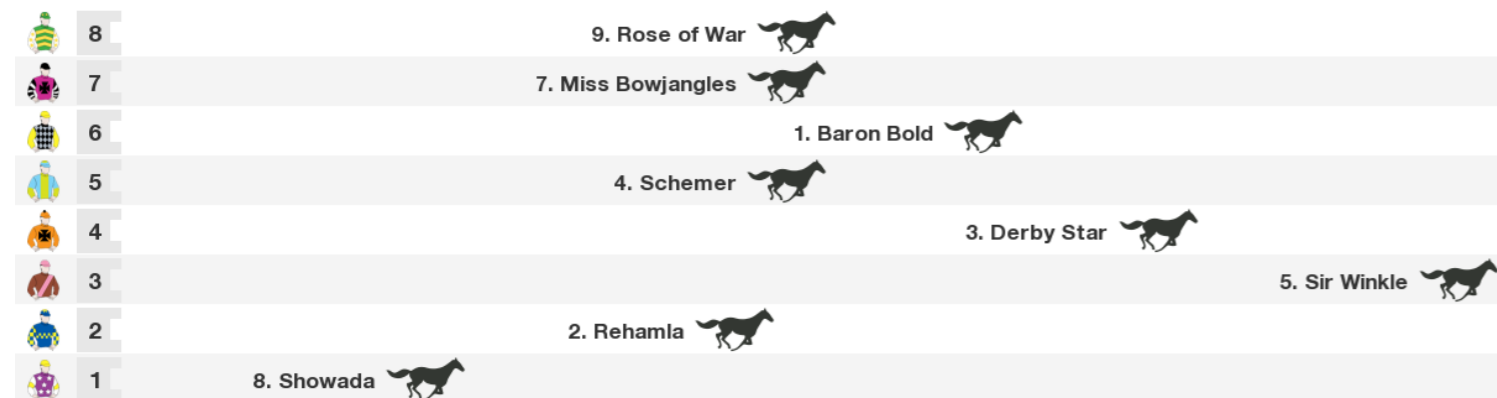 8 9. Rose of War
7 7. Miss Bowjangles
6 1. Baron Bold
5 4. Schemer
4 3. Derby Star
3 5. Sir Winkle
2 2. Rehamla
1 8. Showada